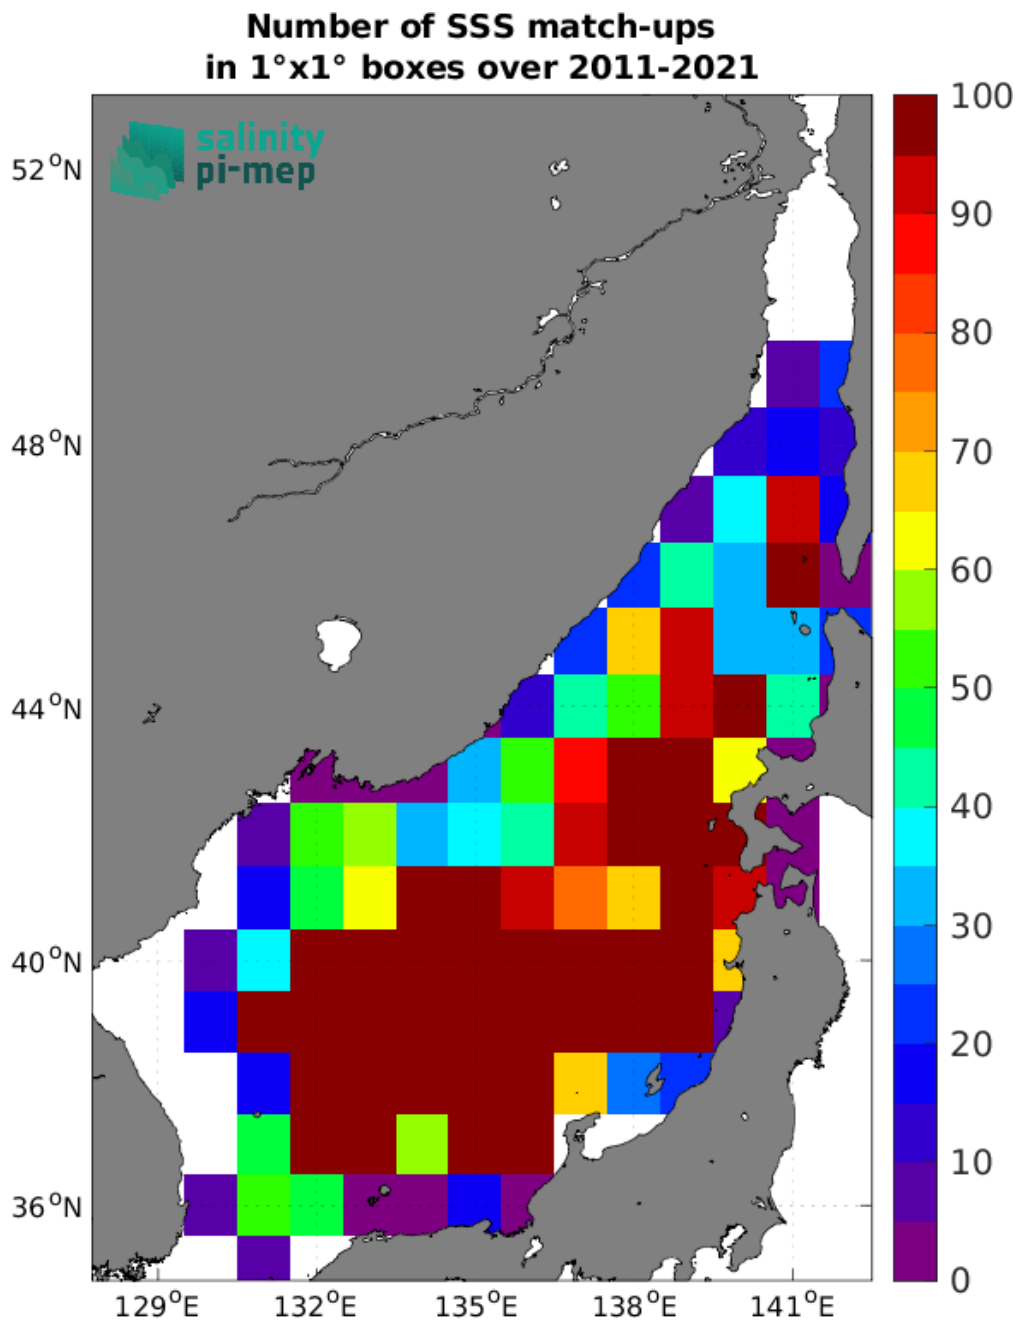 Number of SSS match-ups
in 1°x1° boxes over 2011-2021
salinity
pi-mep
52°N
48°N
44°N
40°N
36°N
129°E
132°E
135°E
138°E
141°E
100
90
80
70
60
50
40
30
20
10
0